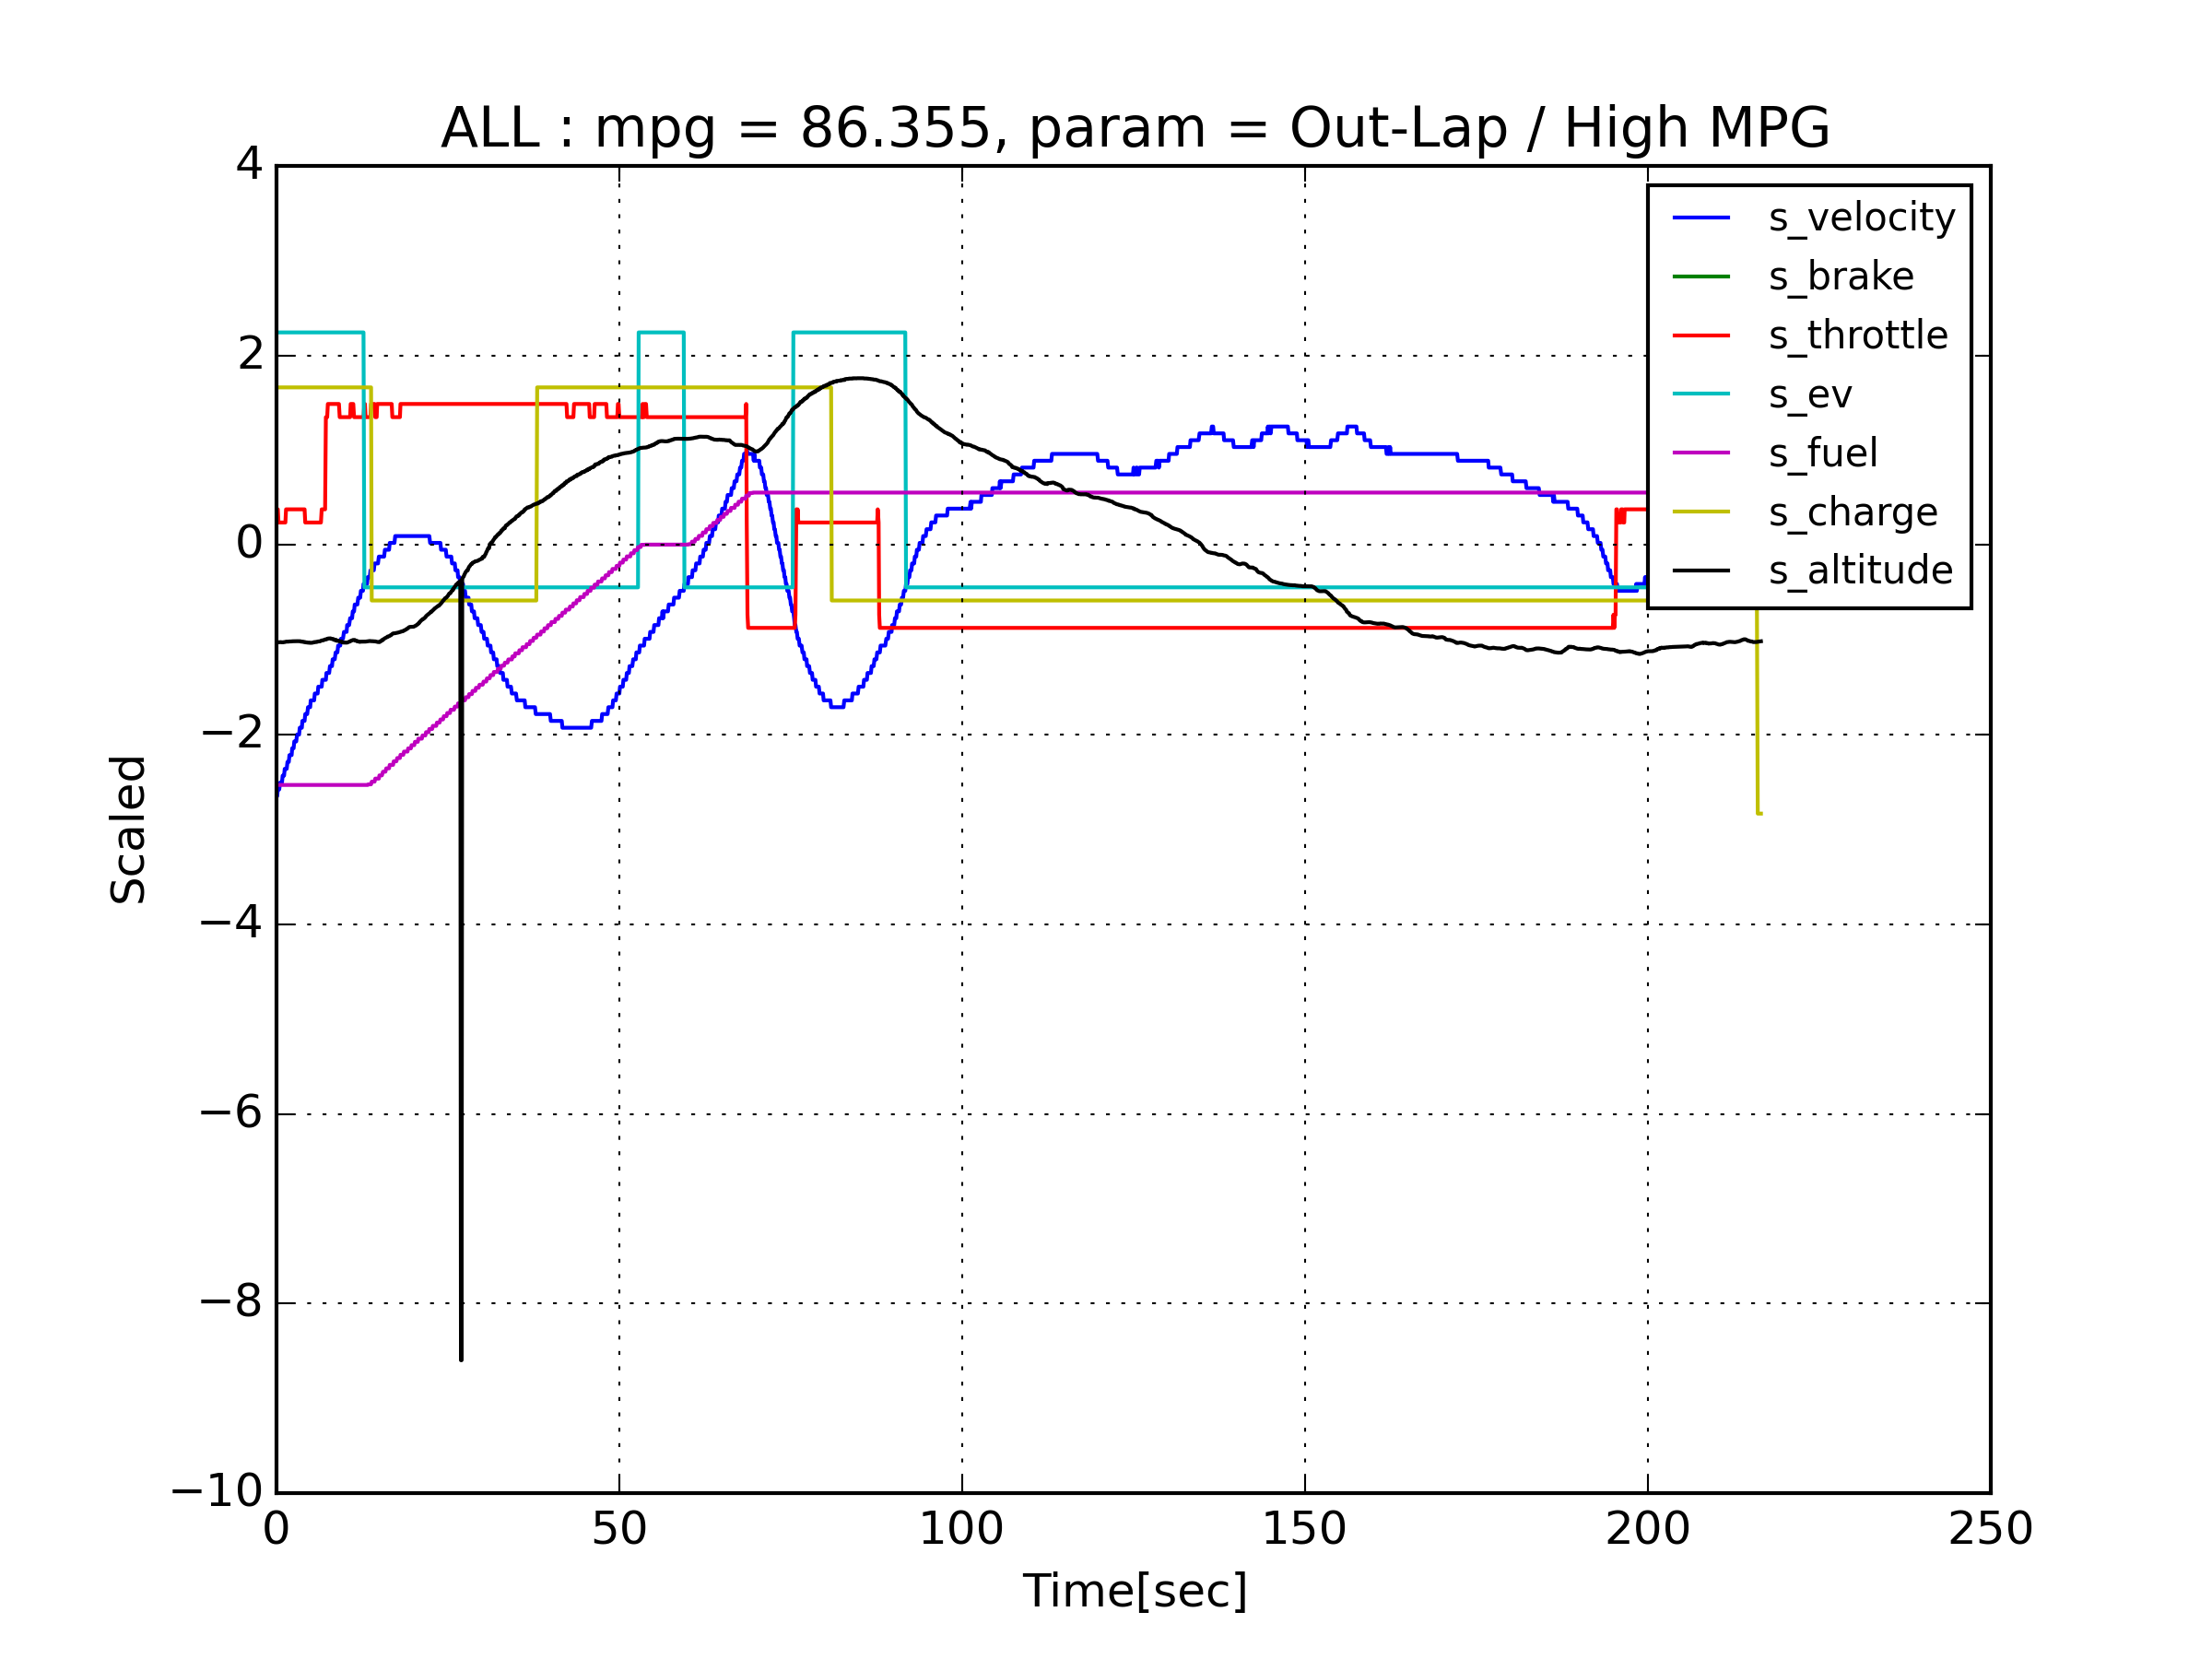 ALL : mpg = 86.355, param = Out-Lap / High MPG
4
2
0
−2
−4
−6
−8
−10
Scaled
s_velocity
s_brake
s_throttle
s_ev
s_fuel
s_charge
s_altitude
0 50 100 150 200 250
Time[sec]